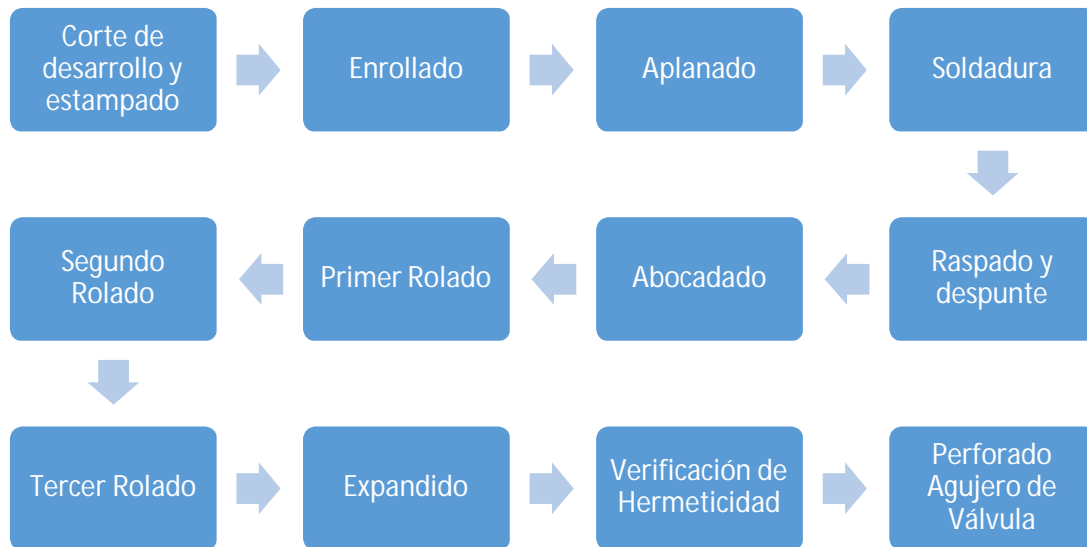 Corte de
desarrollo y
estampado
Enrollado
Aplanado
Soldadura
Segundo
Rolado
Primer Rolado
Abocadado
Raspado y
despunte
Tercer Rolado
Expandido
Verificación de
Hermeticidad
Perforado
Agujero de
Válvula